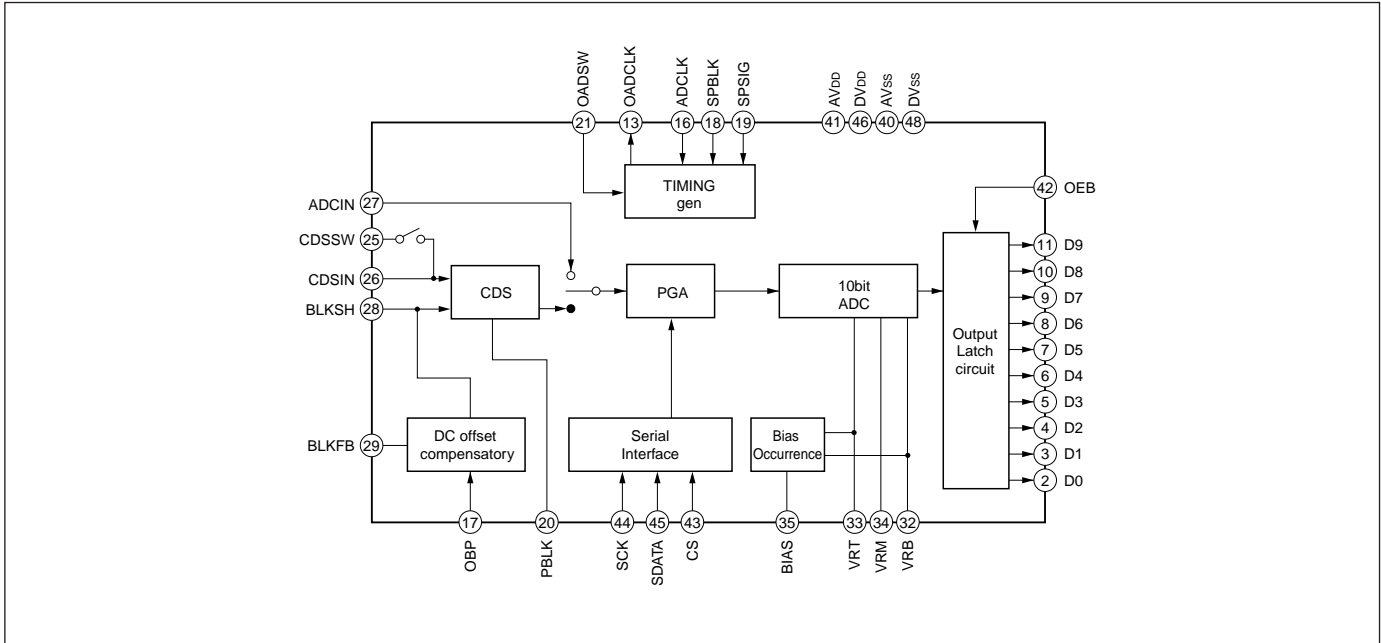 OADSW
OADCLK
ADCLK
SPBLK
SPSIG
AVDD
DVDD
AVSS
DVSS
21
13
16
18
19
41
46
40
48
TIMING
gen
42 OEB
ADCIN 27
CDSSW 25
CDSIN 26
BLKSH 28
CDS
PGA
10bit
ADC
Output
Latch
circuit
11 D9
10 D8
9 D7
8 D6
7 D5
6 D4
5 D3
4 D2
3 D1
2 D0
BLKFB 29
DC offset
compensatory
Serial
Interface
Bias
Occurrence
17
20
44
45
43
35
33
34
32
OBP
PBLK
SCK
SDATA
CS
BIAS
VRT
VRM
VRB